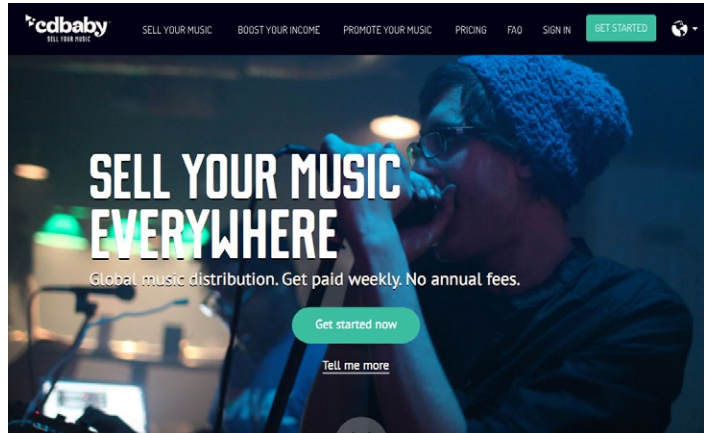 cdbaby
SELL YOUR MUSIC
SELL YOUR MUSIC
BOOST YOUR INCOME
PROMOTE YOUR MUSIC
PRICING
FAQ
SIGN IN
GET STARTED
SELL YOUR MUSIC
EVERYWHERE
Global music distribution. Get paid weekly. No annual fees.
Get started now
Tell me more